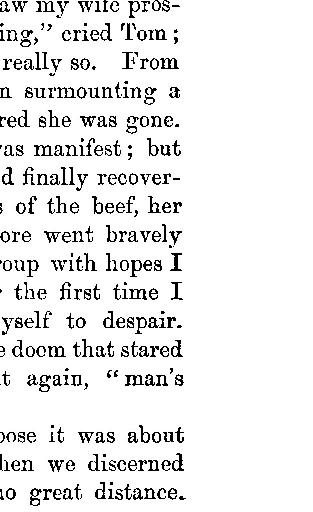 aw my wife pros-
ing,” cried Tom;
really so. From
n surmounting a
red she was gone.
as manifest; but
d finally recover-
s of the beef, her
ore went bravely
roup with hopes I
the first time I
yself to despair.
e doom that stared
t again, “man’s
pose it was about
hen we discerned
no great distance.